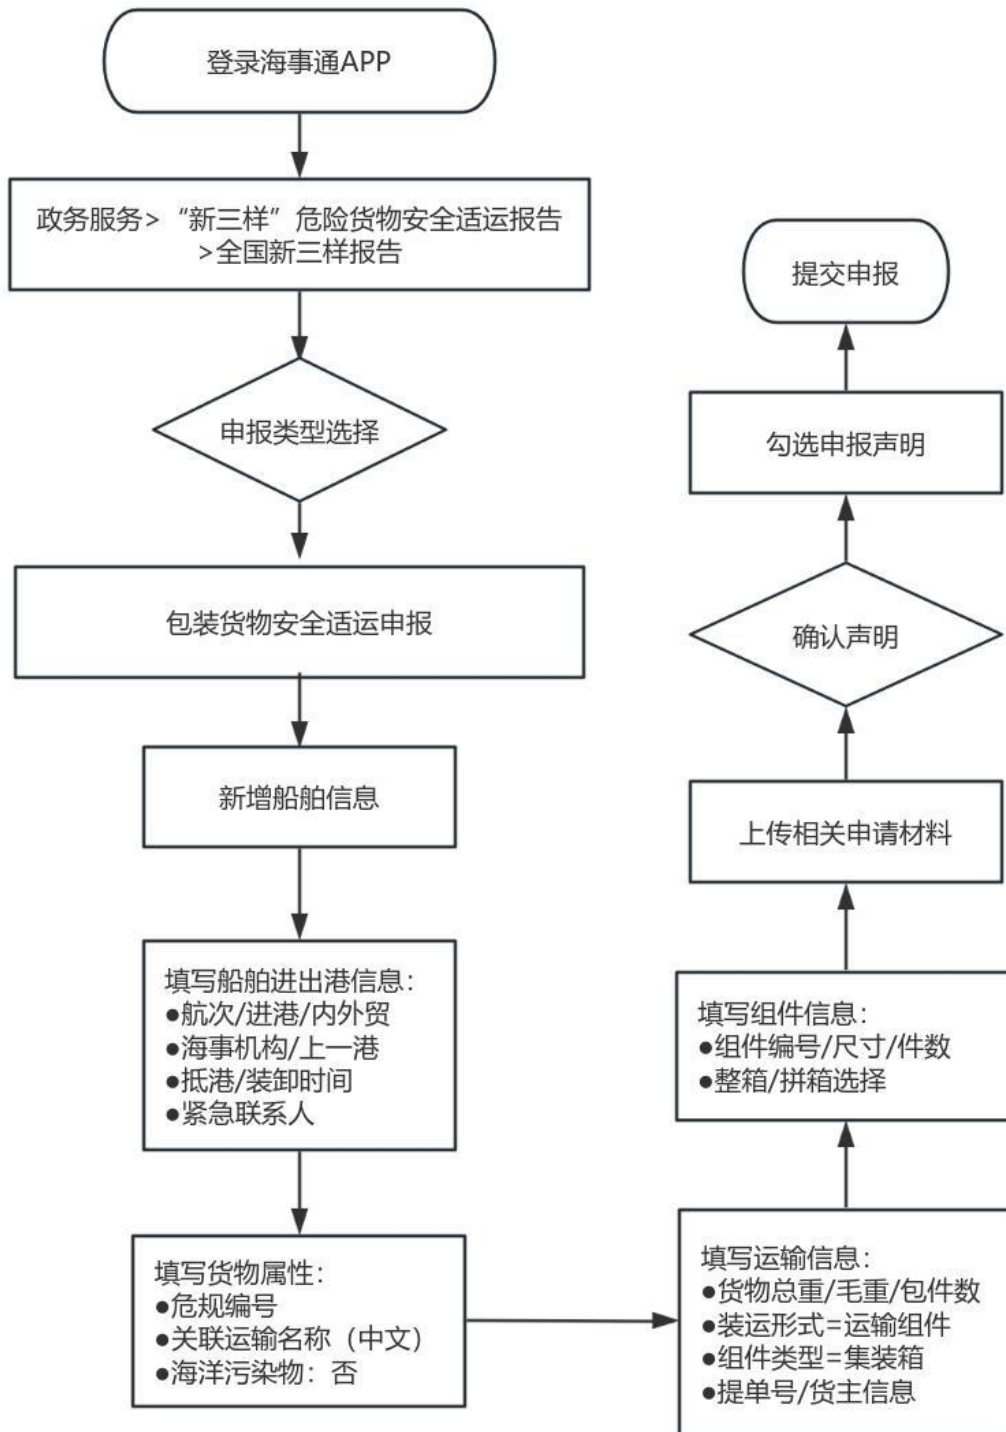 登录海事通APP
政务服务>“新三样”危险货物安全适运报告
>全国新三样报告
申报类型选择
包装货物安全适运申报
新增船舶信息
填写船舶进出港信息：
●航次/进港/内外贸
●海事机构/上一港
●抵港/装卸时间
●紧急联系人
填写货物属性：
●危规编号
●关联运输名称（中文）
●海洋污染物：否
填写运输信息：
●货物总重/毛重/包件数
●装运形式=运输组件
●组件类型=集装箱
●提单号/货主信息
填写组件信息：
●组件编号/尺寸/件数
●整箱/拼箱选择
上传相关申请材料
确认声明
勾选申报声明
提交申报